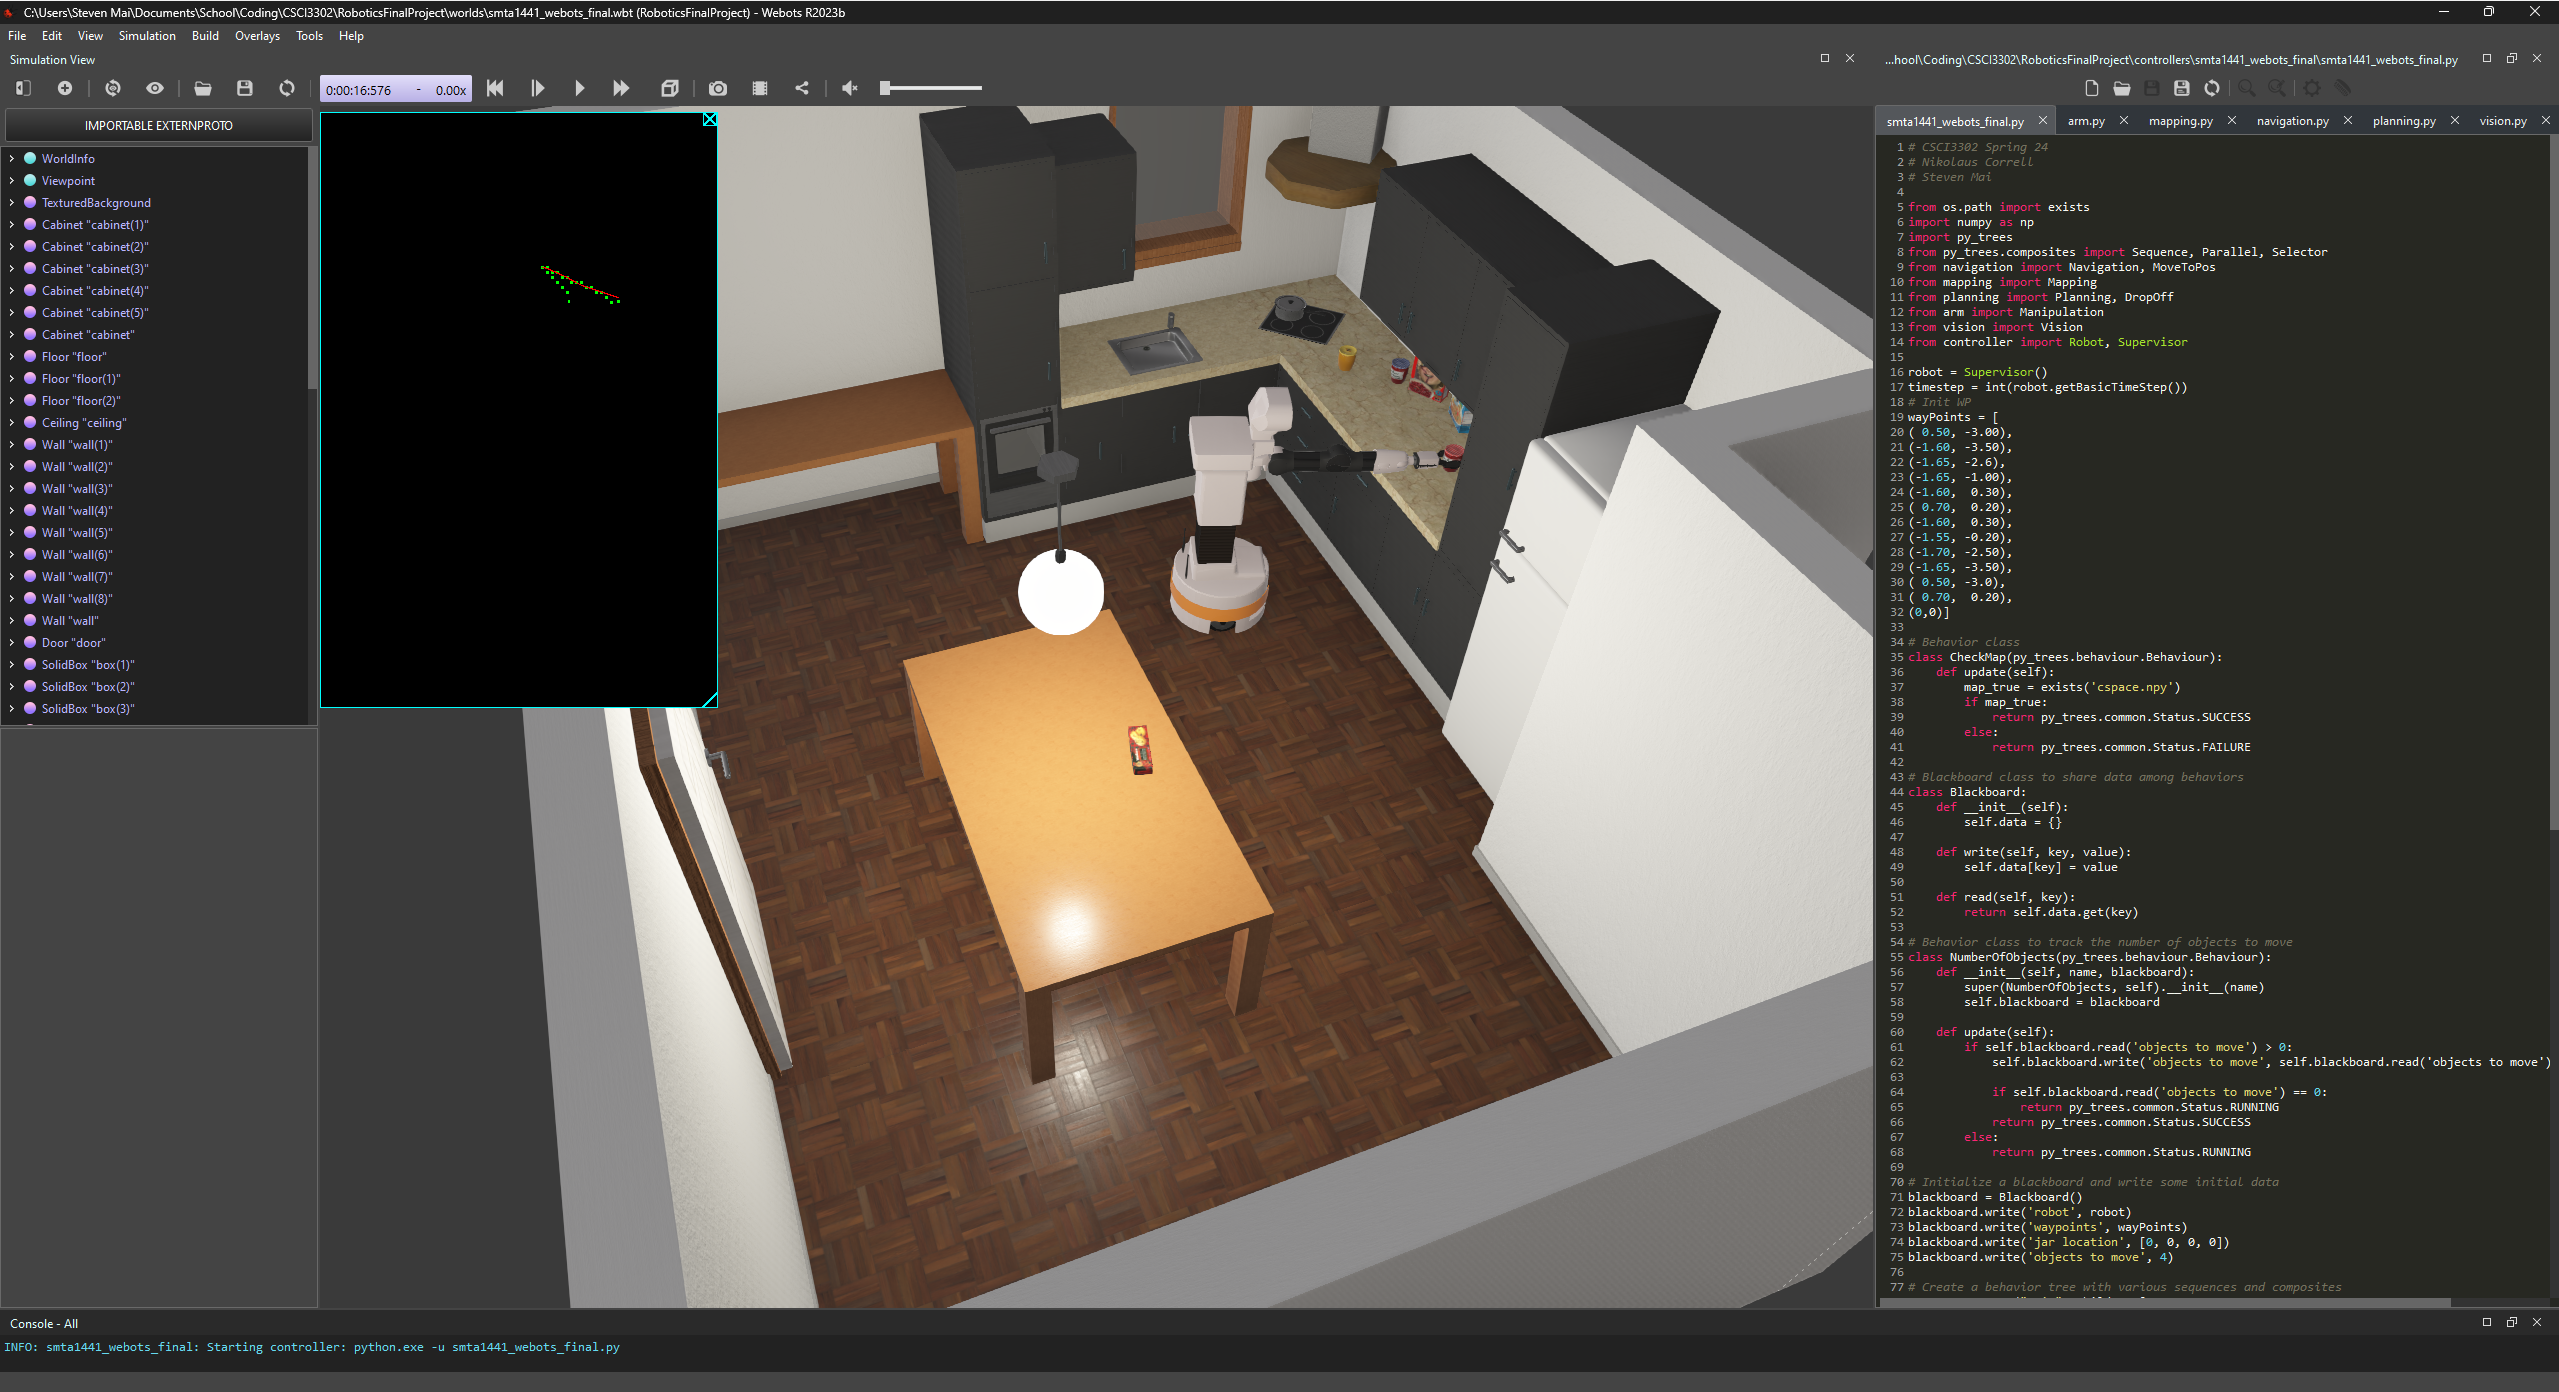 C:\Users\Steven Mai\Documents\School\Coding\CSCI3302\RoboticsFinalProject\worlds\smta1441_webots_final.wbt (RoboticsFinalProject) - Webots R2023b
File Edit View Simulation Build Overlays Tools Help
Simulation View
...hool\Coding\CSCI3302\RoboticsFinalProject\controllers\smta1441_webots_final\smta1441_webots_final.py
0:00:16:576 - 0.00x
IMPORTABLE EXTERNPROTO
WorldInfo
Viewpoint
TexturedBackground
Cabinet "cabinet(1)"
Cabinet "cabinet(2)"
Cabinet "cabinet(3)"
Cabinet "cabinet(4)"
Cabinet "cabinet(5)"
Cabinet "cabinet"
Floor "floor"
Floor "floor(1)"
Floor "floor(2)"
Ceiling "ceiling"
Wall "wall(1)"
Wall "wall(2)"
Wall "wall(3)"
Wall "wall(4)"
Wall "wall(5)"
Wall "wall(6)"
Wall "wall(7)"
Wall "wall(8)"
Wall "wall"
Door "door"
SolidBox "box(1)"
SolidBox "box(2)"
SolidBox "box(3)"
smta1441_webots_final.py arm.py mapping.py navigation.py planning.py vision.py
1 # CSCI3302 Spring 24
2 # Nikolaus Correll
3 # Steven Mai
4
5 from os.path import exists
6 import numpy as np
7 import py_trees
8 from py_trees.composites import Sequence, Parallel, Selector
9 from navigation import Navigation, MoveToPos
10 from mapping import Mapping
11 from planning import Planning, DropOff
12 from arm import Manipulation
13 from vision import Vision
14 from controller import Robot, Supervisor
15
16 robot = Supervisor()
17 timestep = int(robot.getBasicTimeStep())
18 # Init WP
19 wayPoints = [
20 ( 0.50, -3.00),
21 (-1.60, -3.50),
22 (-1.65, -2.6),
23 (-1.65, -1.00),
24 (-1.60,  0.30),
25 ( 0.70,  0.20),
26 (-1.60,  0.30),
27 (-1.55, -0.20),
28 (-1.70, -2.50),
29 (-1.65, -3.50),
30 ( 0.50, -3.0),
31 ( 0.70,  0.20),
32 (0,0)]
33
34 # Behavior class
35 class CheckMap(py_trees.behaviour.Behaviour):
36     def update(self):
37         map_true = exists('cspace.npy')
38         if map_true:
39             return py_trees.common.Status.SUCCESS
40         else:
41             return py_trees.common.Status.FAILURE
42
43 # Blackboard class to share data among behaviors
44 class Blackboard:
45     def __init__(self):
46         self.data = {}
47
48     def write(self, key, value):
49         self.data[key] = value
50
51     def read(self, key):
52         return self.data.get(key)
53
54 # Behavior class to track the number of objects to move
55 class NumberOfObjects(py_trees.behaviour.Behaviour):
56     def __init__(self, name, blackboard):
57         super(NumberOfObjects, self).__init__(name)
58         self.blackboard = blackboard
59
60     def update(self):
61         if self.blackboard.read('objects to move') > 0:
62             self.blackboard.write('objects to move', self.blackboard.read('objects to move')
63
64             if self.blackboard.read('objects to move') == 0:
65                 return py_trees.common.Status.RUNNING
66             return py_trees.common.Status.SUCCESS
67         else:
68             return py_trees.common.Status.RUNNING
69
70 # Initialize a blackboard and write some initial data
71 blackboard = Blackboard()
72 blackboard.write('robot', robot)
73 blackboard.write('waypoints', wayPoints)
74 blackboard.write('jar location', [0, 0, 0, 0])
75 blackboard.write('objects to move', 4)
76
77 # Create a behavior tree with various sequences and composites
Console - All
INFO: smta1441_webots_final: Starting controller: python.exe -u smta1441_webots_final.py